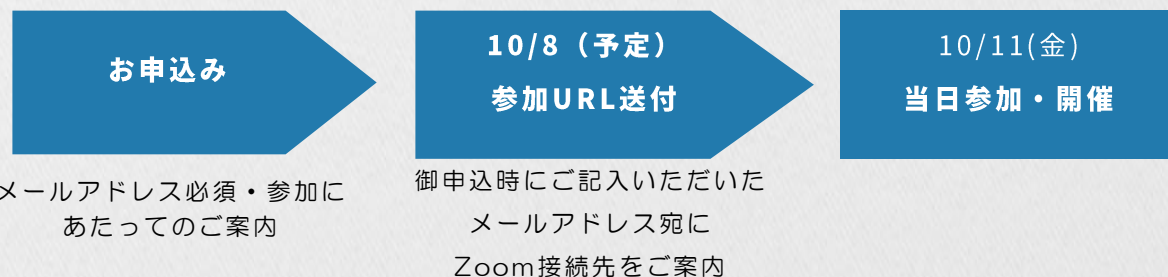 お申込み
メールアドレス必須・参加に
あたってのご案内
10/8（予定）
参加URL送付
御申込時にご記入いただいた
メールアドレス宛に
Zoom接続先をご案内
10/11(金)
当日参加・開催